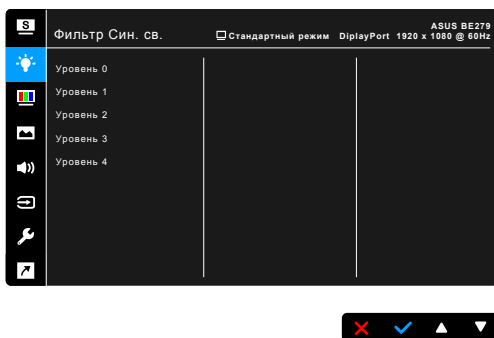 S
ASUS BE279
Фильтр Син. св.
Стандартный режим DiplayPort 1920 x 1080 @ 60Hz
Уровень 0
Уровень 1
Уровень 2
Уровень 3
Уровень 4